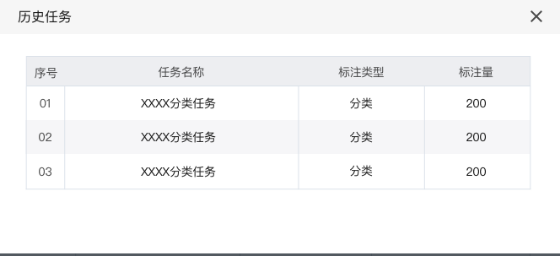 历史任务
序号 任务名称 标注类型 标注量
01 XXXX分类任务 分类 200
02 XXXX分类任务 分类 200
03 XXXX分类任务 分类 200